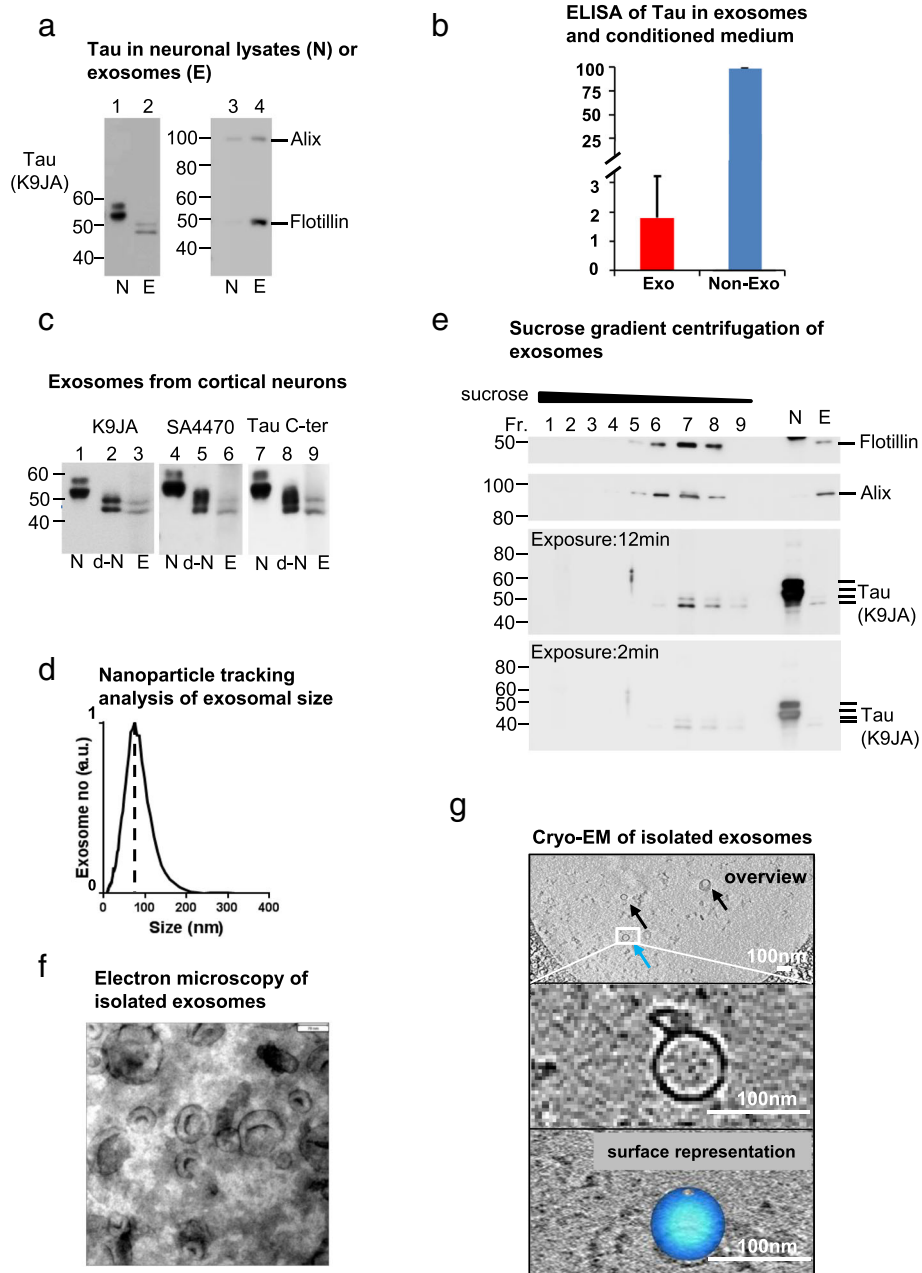 a
Tau in neuronal lysates (N) or
exosomes (E)
1 2 3 4
Tau
(K9JA)
60
50
40
100
80
60
50
40
Alix
Flotillin
N E N E
b
ELISA of Tau in exosomes
and conditioned medium
100
75
50
25
3
2
1
0
Exo Non-Exo
c
Exosomes from cortical neurons
K9JA SA4470 Tau C-ter
1 2 3 4 5 6 7 8 9
60
50
40
N d-N E N d-N E N d-N E
d
Nanoparticle tracking
analysis of exosomal size
Exosome no (a.u.)
1
0
0 100 200 300 400
Size (nm)
e
Sucrose gradient centrifugation of
exosomes
sucrose
Fr. 1 2 3 4 5 6 7 8 9 N E
50
Flotillin
100
80
Alix
Exposure:12min
80
60
50
40
Tau
(K9JA)
Exposure:2min
80
60
50
40
Tau
(K9JA)
f
Electron microscopy of
isolated exosomes
g
Cryo-EM of isolated exosomes
overview
100nm
100nm
surface representation
100nm